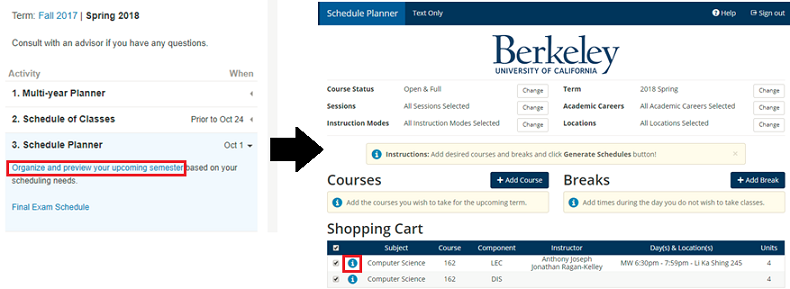 Term: Fall 2017 | Spring 2018
Consult with an advisor if you have any questions.
Activity When
1. Multi-year Planner
2. Schedule of Classes Prior to Oct 24
3. Schedule Planner Oct 1
Organize and preview your upcoming semester based on your
scheduling needs.
Final Exam Schedule
Schedule Planner Text Only Help Sign out
Berkeley
UNIVERSITY OF CALIFORNIA
Course Status Open & Full Change Term 2018 Spring Change
Sessions All Sessions Selected Change Academic Careers All Academic Careers Selected Change
Instruction Modes All Instruction Modes Selected Change Locations All Locations Selected Change
Instructions: Add desired courses and breaks and click Generate Schedules button! ×
Courses + Add Course Breaks + Add Break
Add the courses you wish to take for the upcoming term. Add times during the day you do not wish to take classes.
Shopping Cart
Subject Course Component Instructor Day(s) & Location(s) Units
Computer Science 162 LEC Anthony Joseph
Jonathan Ragan-Kelley MW 6:30pm - 7:59pm - Li Ka Shing 245 4
Computer Science 162 DIS 4